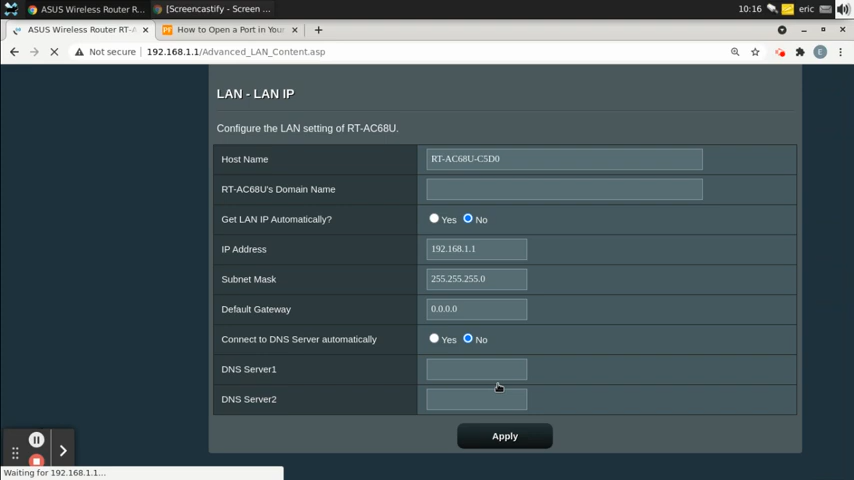 ASUS Wireless Router R...
[Screencastify - Screen ...
10:16
eric
ASUS Wireless Router RT-A
How to Open a Port in Your
Not secure
192.168.1.1/Advanced_LAN_Content.asp
E
LAN - LAN IP
Configure the LAN setting of RT-AC68U.
Host Name RT-AC68U-C5D0
RT-AC68U's Domain Name
Get LAN IP Automatically? Yes No
IP Address 192.168.1.1
Subnet Mask 255.255.255.0
Default Gateway 0.0.0.0
Connect to DNS Server automatically Yes No
DNS Server1
DNS Server2
Apply
Waiting for 192.168.1.1...